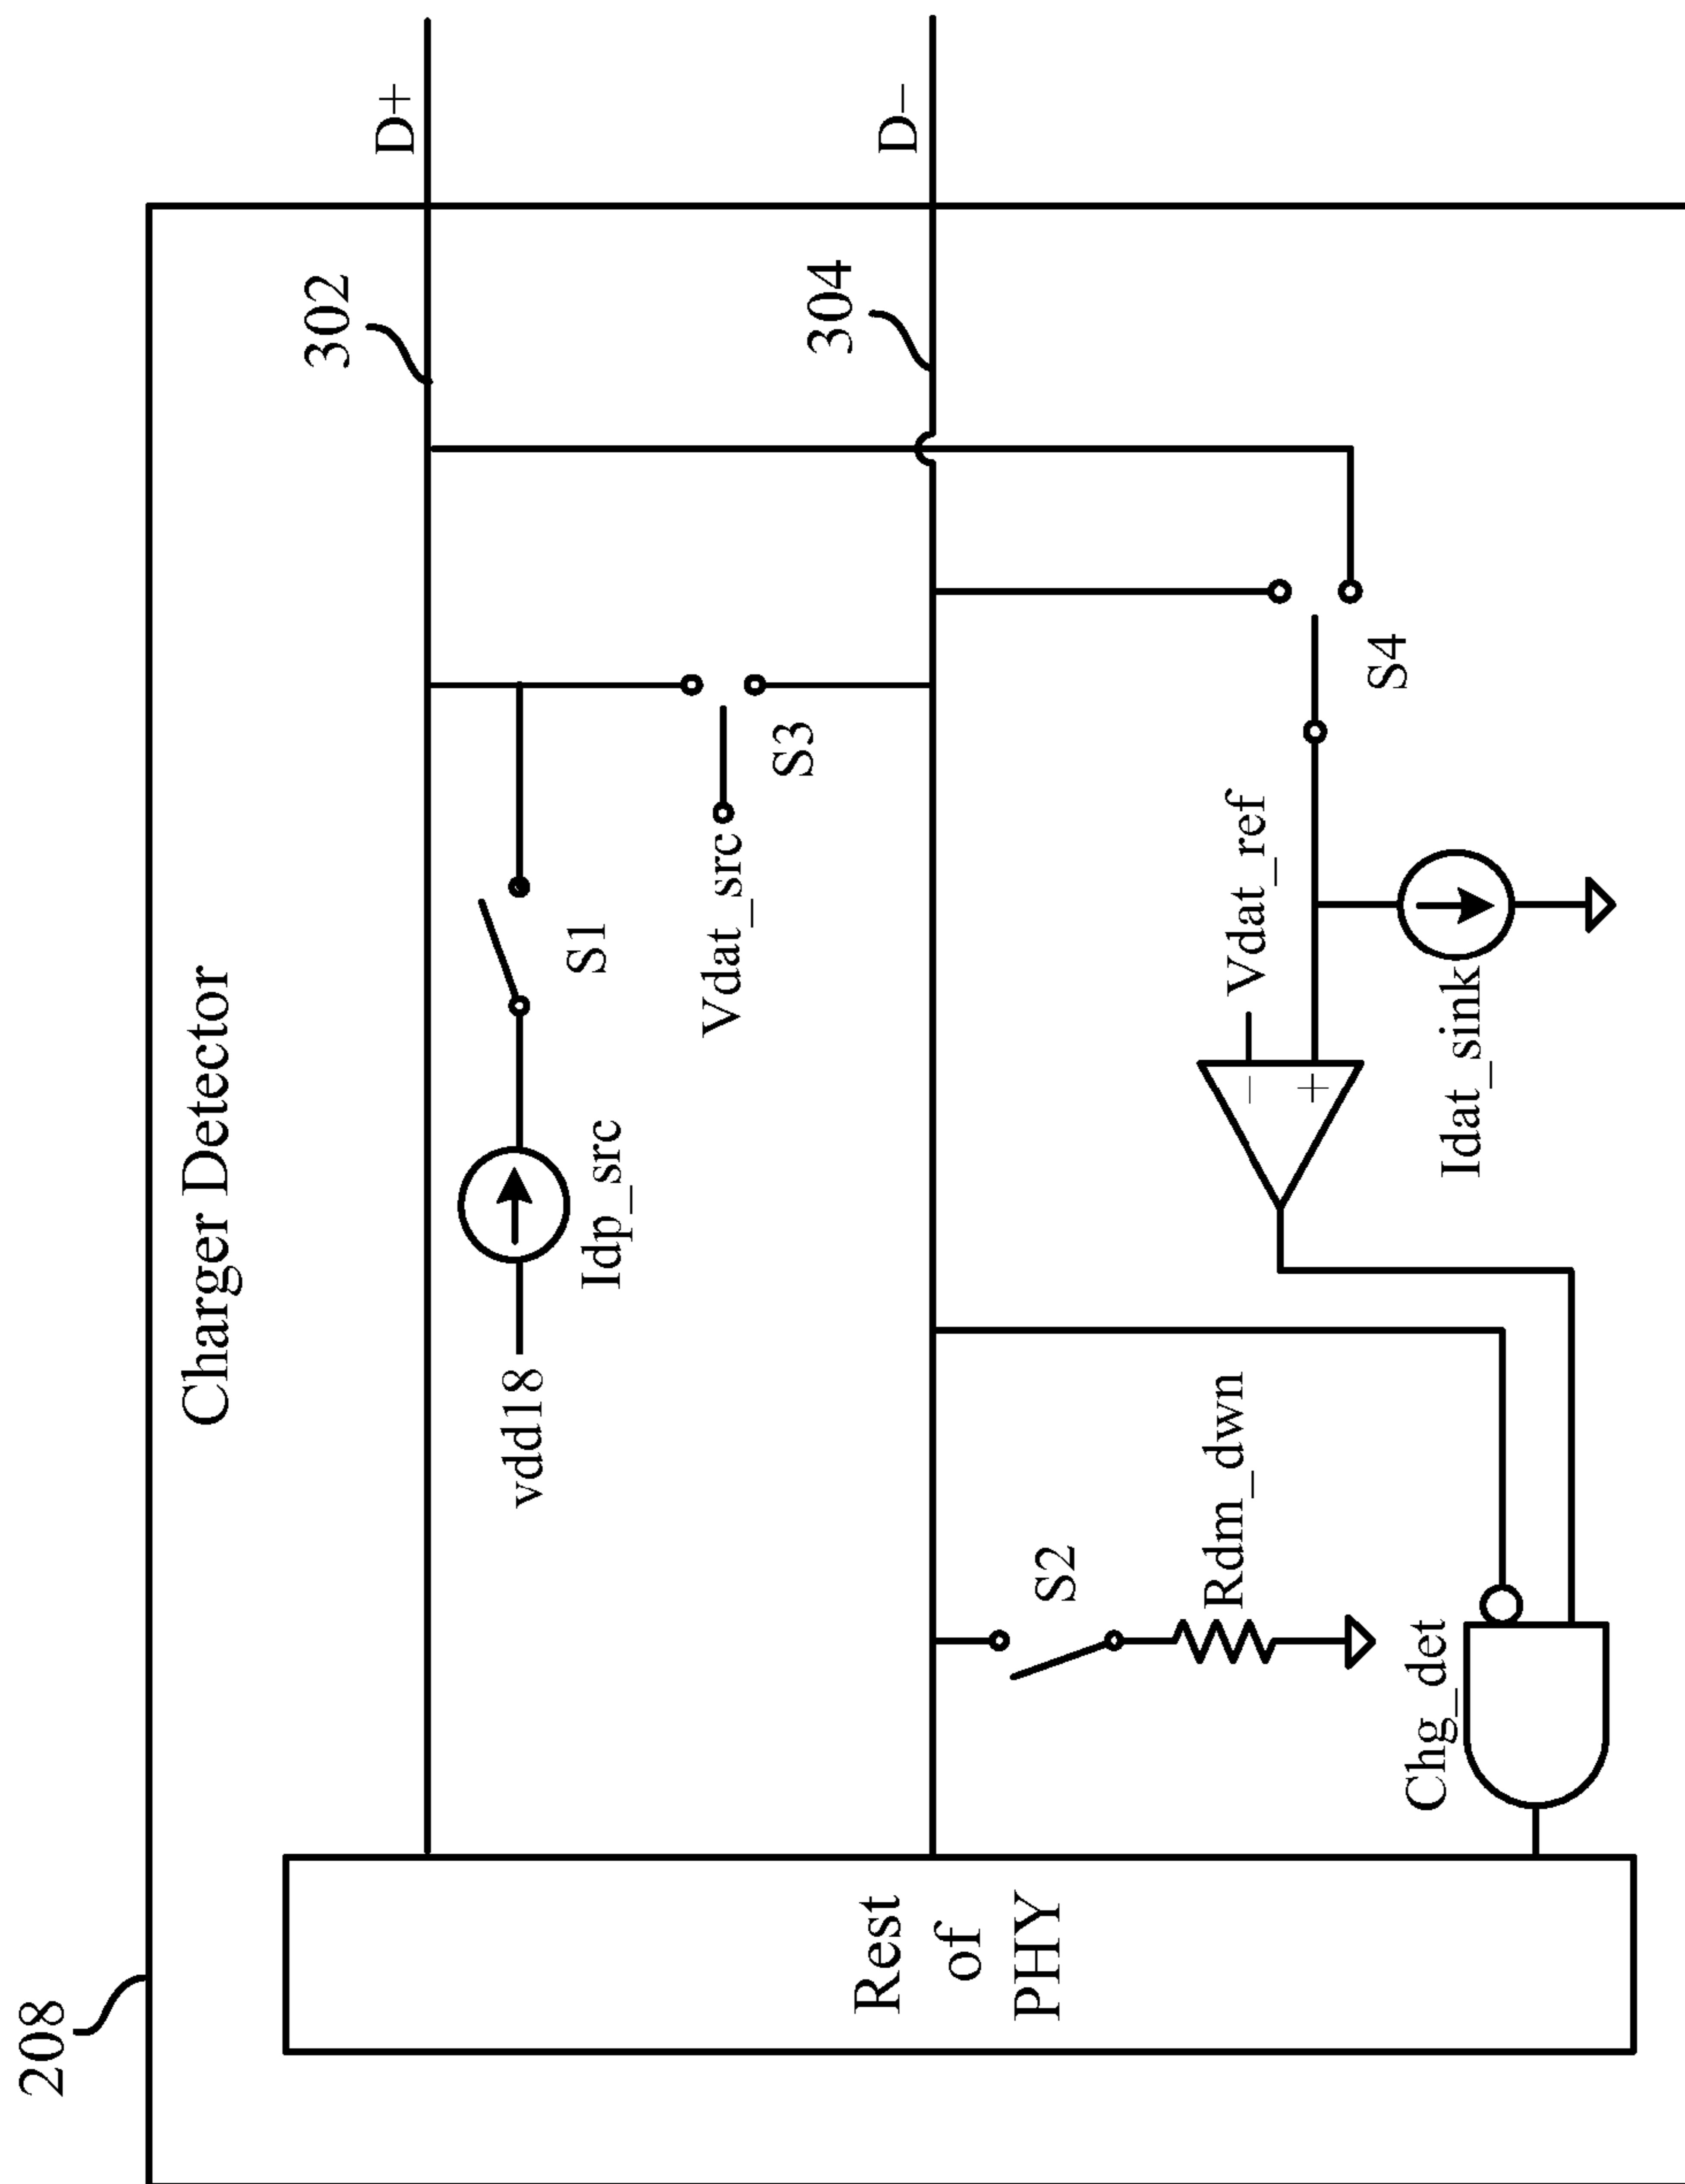 208
Charger Detector
302
D+
vdd18
Idp_src
S1
Vdat_src
S3
304
D−
Rest
of
PHY
S2
Rdm_dwn
Chg_det
−
+
Vdat_ref
Idat_sink
S4